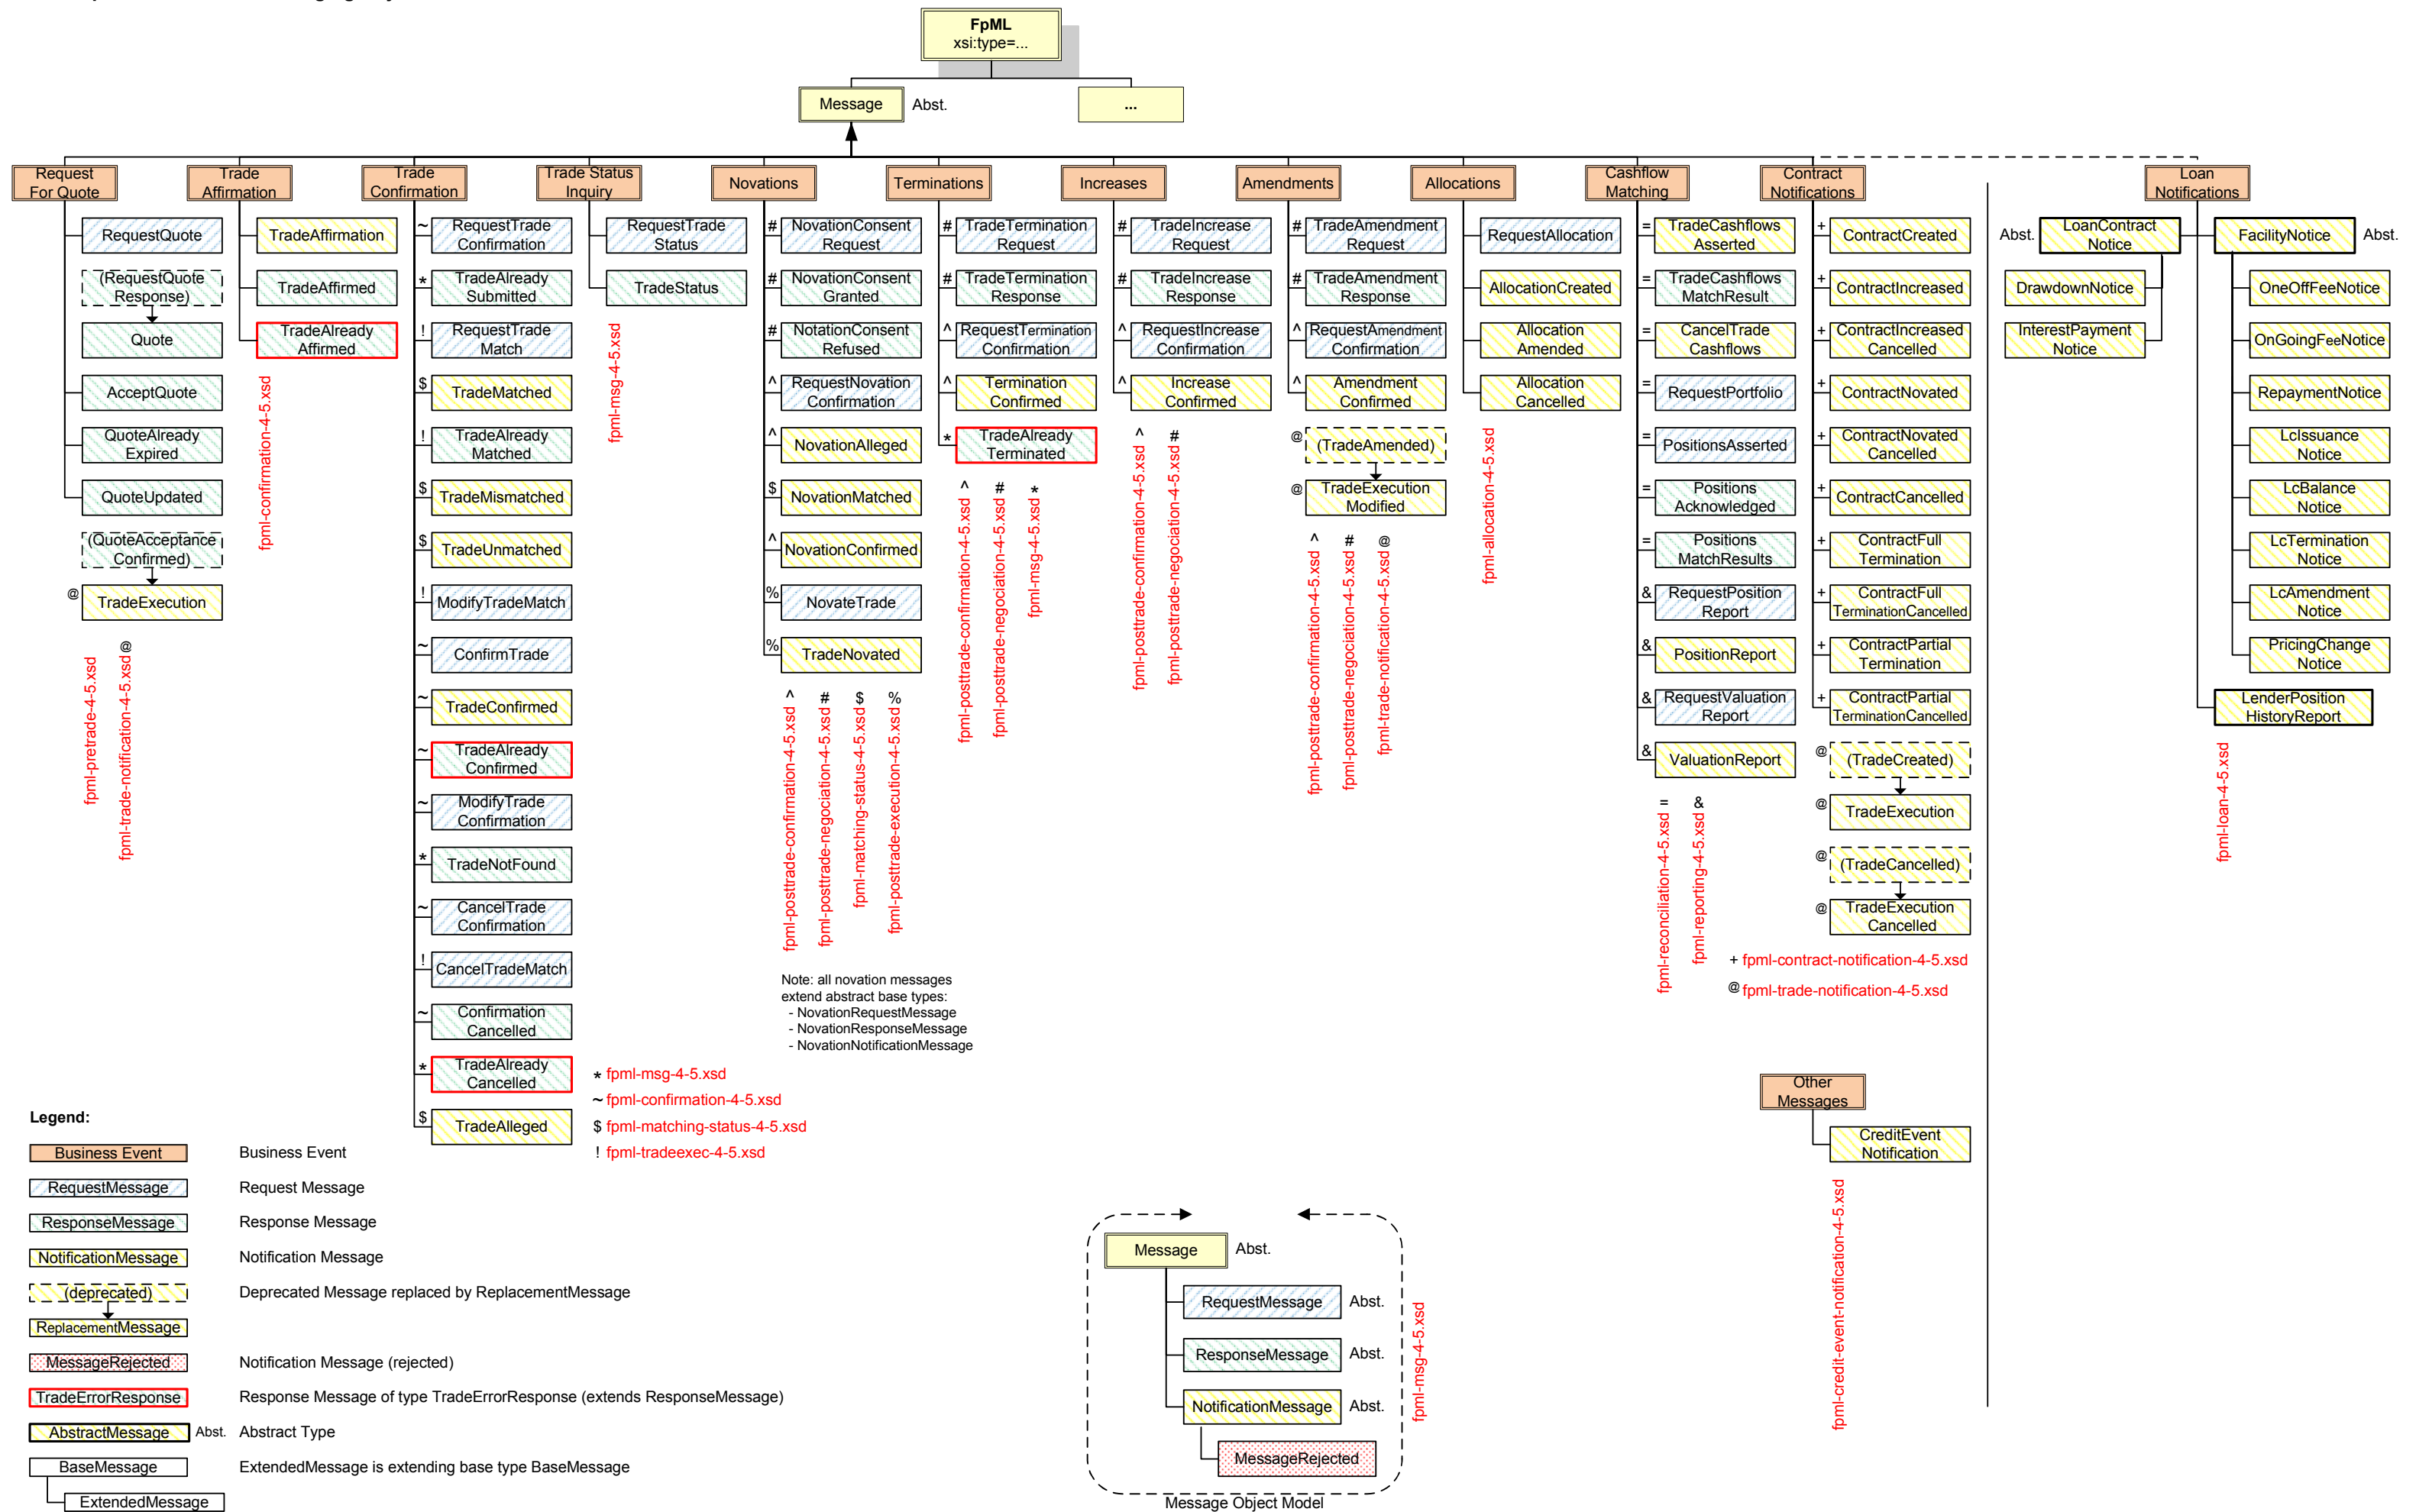 FpML
xsi:type=...
Message
Abst.
...
Request
For Quote
RequestQuote
(RequestQuote
Response)
Quote
AcceptQuote
QuoteAlready
Expired
QuoteUpdated
(QuoteAcceptance
Confirmed)
@
TradeExecution
fpml-pretrade-4-5.xsd
fpml-trade-notification-4-5.xsd @
Trade
Affirmation
TradeAffirmation
TradeAffirmed
TradeAlready
Affirmed
fpml-confirmation-4-5.xsd
Trade
Confirmation
~ RequestTrade
Confirmation
* TradeAlready
Submitted
! RequestTrade
Match
$ TradeMatched
! TradeAlready
Matched
$ TradeMismatched
$ TradeUnmatched
! ModifyTradeMatch
~ ConfirmTrade
~ TradeConfirmed
~ TradeAlready
Confirmed
~ ModifyTrade
Confirmation
* TradeNotFound
~ CancelTrade
Confirmation
! CancelTradeMatch
~ Confirmation
Cancelled
* TradeAlready
Cancelled
$ TradeAlleged
* fpml-msg-4-5.xsd
~ fpml-confirmation-4-5.xsd
$ fpml-matching-status-4-5.xsd
! fpml-tradeexec-4-5.xsd
Trade Status
Inquiry
RequestTrade
Status
TradeStatus
fpml-msg-4-5.xsd
Novations
# NovationConsent
Request
# NovationConsent
Granted
# NotationConsent
Refused
^ RequestNovation
Confirmation
^ NovationAlleged
$ NovationMatched
^ NovationConfirmed
% NovateTrade
% TradeNovated
fpml-posttrade-confirmation-4-5.xsd ^
fpml-posttrade-negociation-4-5.xsd #
fpml-matching-status-4-5.xsd $
fpml-posttrade-execution-4-5.xsd %
Note: all novation messages
extend abstract base types:
- NovationRequestMessage
- NovationResponseMessage
- NovationNotificationMessage
Terminations
# TradeTermination
Request
# TradeTermination
Response
^ RequestTermination
Confirmation
^ Termination
Confirmed
* TradeAlready
Terminated
fpml-posttrade-confirmation-4-5.xsd ^
fpml-posttrade-negociation-4-5.xsd #
fpml-msg-4-5.xsd *
Increases
# TradeIncrease
Request
# TradeIncrease
Response
^ RequestIncrease
Confirmation
^ Increase
Confirmed
fpml-posttrade-confirmation-4-5.xsd ^
fpml-posttrade-negociation-4-5.xsd #
Amendments
# TradeAmendment
Request
# TradeAmendment
Response
^ RequestAmendment
Confirmation
^ Amendment
Confirmed
@ (TradeAmended)
@ TradeExecution
Modified
fpml-posttrade-confirmation-4-5.xsd ^
fpml-posttrade-negociation-4-5.xsd #
fpml-trade-notification-4-5.xsd @
Allocations
RequestAllocation
AllocationCreated
Allocation
Amended
Allocation
Cancelled
fpml-allocation-4-5.xsd
Cashflow
Matching
= TradeCashflows
Asserted
= TradeCashflows
MatchResult
= CancelTrade
Cashflows
= RequestPortfolio
= PositionsAsserted
= Positions
Acknowledged
= Positions
MatchResults
& RequestPosition
Report
& PositionReport
& RequestValuation
Report
& ValuationReport
fpml-reconciliation-4-5.xsd =
fpml-reporting-4-5.xsd &
Contract
Notifications
+ ContractCreated
+ ContractIncreased
+ ContractIncreased
Cancelled
+ ContractNovated
+ ContractNovated
Cancelled
+ ContractCancelled
+ ContractFull
Termination
+ ContractFull
TerminationCancelled
+ ContractPartial
Termination
+ ContractPartial
TerminationCancelled
@ (TradeCreated)
@ TradeExecution
@ (TradeCancelled)
@ TradeExecution
Cancelled
+ fpml-contract-notification-4-5.xsd
@ fpml-trade-notification-4-5.xsd
Other
Messages
CreditEvent
Notification
fpml-credit-event-notification-4-5.xsd
Loan
Notifications
Abst.
LoanContract
Notice
DrawdownNotice
InterestPayment
Notice
FacilityNotice
Abst.
OneOffFeeNotice
OnGoingFeeNotice
RepaymentNotice
LcIssuance
Notice
LcBalance
Notice
LcTermination
Notice
LcAmendment
Notice
PricingChange
Notice
LenderPosition
HistoryReport
fpml-loan-4-5.xsd
Legend:
Business Event
Business Event
RequestMessage
Request Message
ResponseMessage
Response Message
NotificationMessage
Notification Message
(deprecated)
Deprecated Message replaced by ReplacementMessage
ReplacementMessage
MessageRejected
Notification Message (rejected)
TradeErrorResponse
Response Message of type TradeErrorResponse (extends ResponseMessage)
AbstractMessage
Abst.
Abstract Type
BaseMessage
ExtendedMessage is extending base type BaseMessage
ExtendedMessage
Message
Abst.
RequestMessage
Abst.
ResponseMessage
Abst.
NotificationMessage
Abst.
MessageRejected
fpml-msg-4-5.xsd
Message Object Model